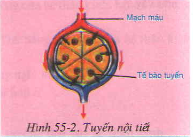 Mạch máu
Tế bào tuyến
Hình 55-2. Tuyến nội tiết